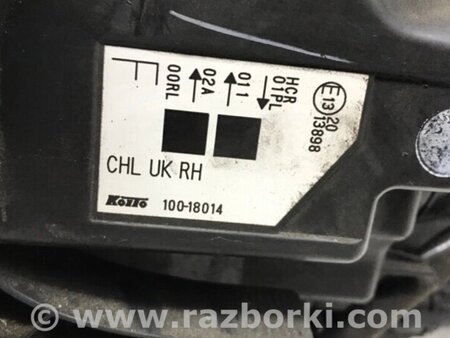 00RL
02A
011
01PL
HCR
E13
20
13898
CHL UK RH
KOITO 100-18014
© www.razborki.com